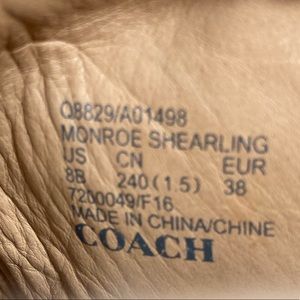 Q8829/A01498
MONROE SHEARLING
US CN EUR
8B 240(1.5) 38
7200049/F16
MADE IN CHINA/CHINE
COACH